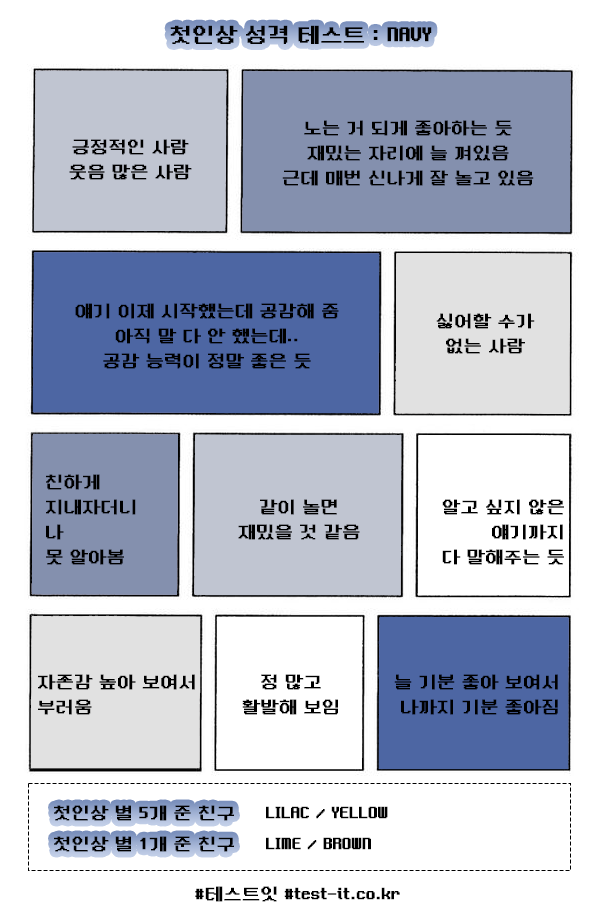 첫인상 성격 테스트 : NAVY
긍정적인 사람
웃음 많은 사람
노는 거 되게 좋아하는 듯
재밌는 자리에 늘 껴있음
근데 매번 신나게 잘 놀고 있음
얘기 이제 시작했는데 공감해 줌
아직 말 다 안 했는데..
공감 능력이 정말 좋은 듯
싫어할 수가
없는 사람
친하게
지내자더니
나
못 알아봄
같이 놀면
재밌을 것 같음
알고 싶지 않은
얘기까지
다 말해주는 듯
자존감 높아 보여서
부러움
정 많고
활발해 보임
늘 기분 좋아 보여서
나까지 기분 좋아짐
첫인상 별 5개 준 친구 LILAC / YELLOW
첫인상 별 1개 준 친구 LIME / BROWN
#테스트잇 #test-it.co.kr